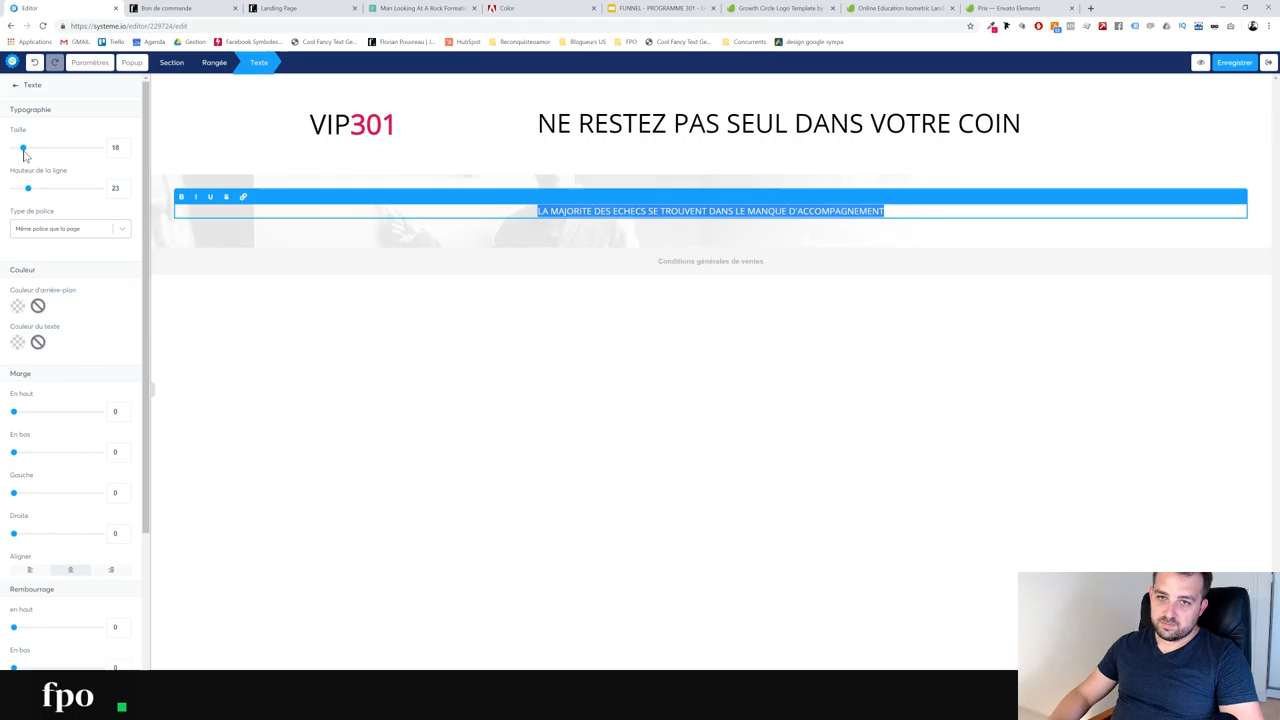 Editor
Ban de commande
Landing Page
Man Looking At A Rock Formatio
Color
FUNNEL - PROGRAMME 301 - G
Growth Circle Logo Template by
Online Education Isometric Land
Prix — Envato Elements
https://systeme.io/editor/229724/edit
Applications
GMAIL
Trello
Agenda
Gestion
Facebook Symboles...
Cool Fancy Text Ge...
Florian Pouvreau | J...
HubSpot
Reconquisteamor
Blogueurs US
FPO
Cool Fancy Text Ge...
Concurrents
design google sympa
Paramètres
Popup
Section
Rangée
Texte
Enregistrer
← Texte
Typographie
Taille
18
Hauteur de la ligne
23
Type de police
Même police que la page
Couleur
Couleur d'arrière-plan
Couleur du texte
Marge
En haut
0
En bas
0
Gauche
0
Droite
0
Aligner
Rembourrage
en haut
0
En bas
0
VIP301
NE RESTEZ PAS SEUL DANS VOTRE COIN
B I U S
LA MAJORITE DES ECHECS SE TROUVENT DANS LE MANQUE D'ACCOMPAGNEMENT
Conditions générales de ventes
fpo